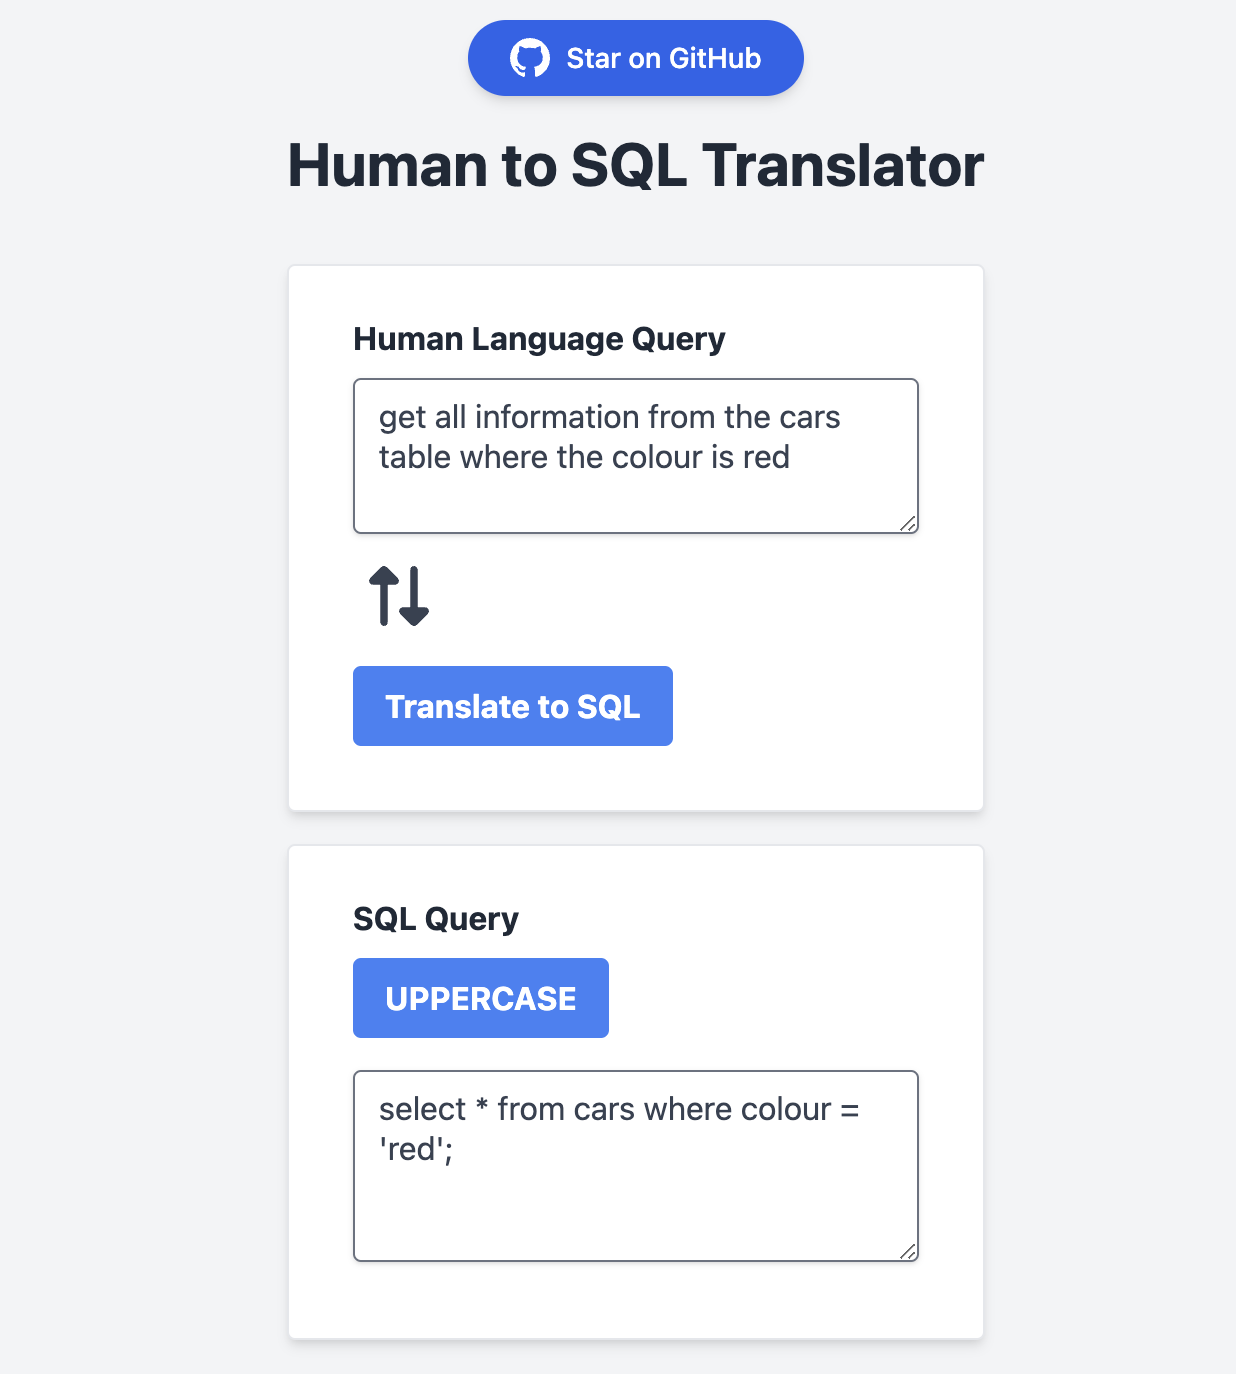 Star on GitHub
Human to SQL Translator
Human Language Query
get all information from the cars
table where the colour is red
Translate to SQL
SQL Query
UPPERCASE
select * from cars where colour =
'red';